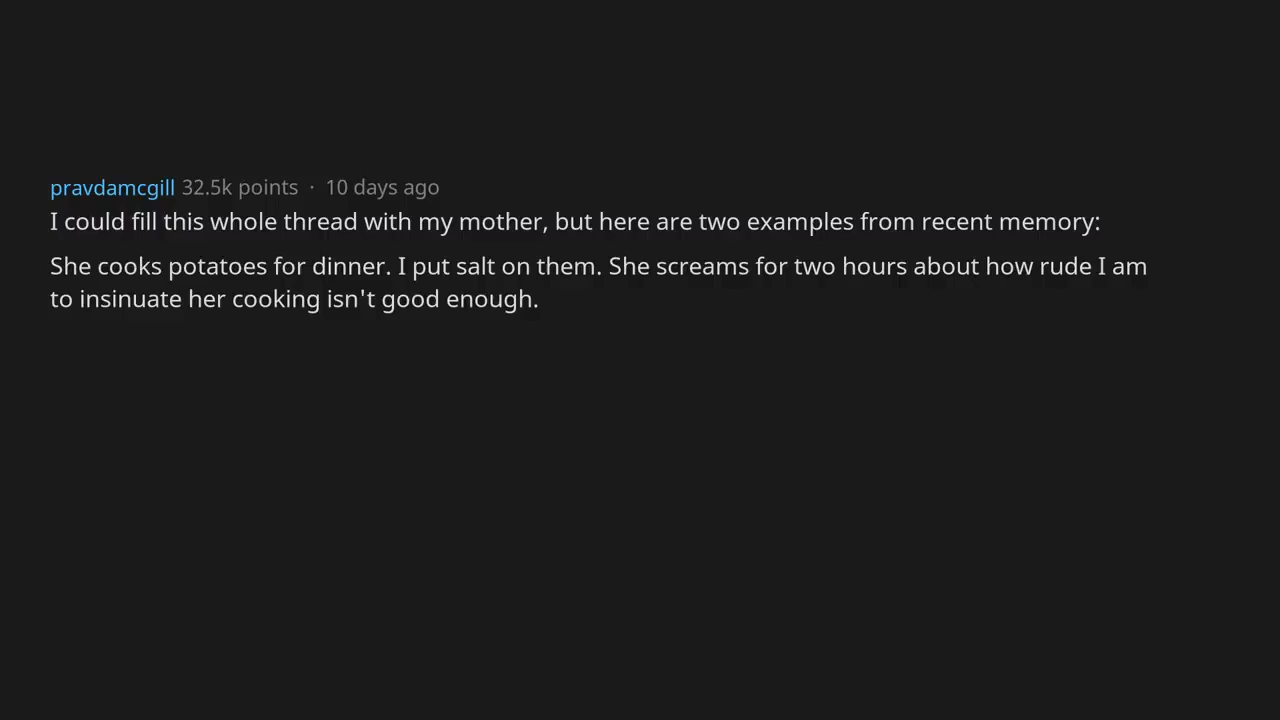 pravdamcgill 32.5k points · 10 days ago
I could fill this whole thread with my mother, but here are two examples from recent memory:
She cooks potatoes for dinner. I put salt on them. She screams for two hours about how rude I am
to insinuate her cooking isn't good enough.